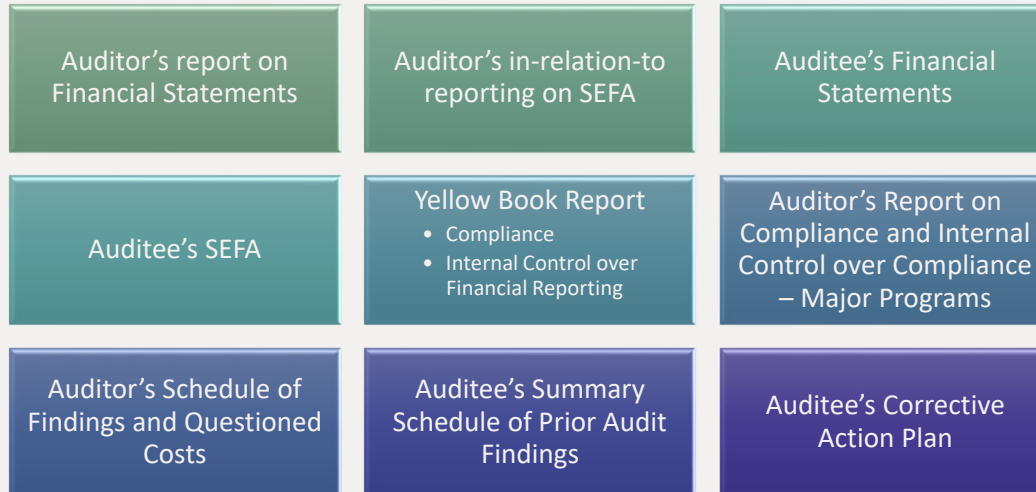 Auditor’s report on
Financial Statements
Auditor’s in-relation-to
reporting on SEFA
Auditee’s Financial
Statements
Auditee’s SEFA
Yellow Book Report
• Compliance
• Internal Control over
Financial Reporting
Auditor’s Report on
Compliance and Internal
Control over Compliance
– Major Programs
Auditor’s Schedule of
Findings and Questioned
Costs
Auditee’s Summary
Schedule of Prior Audit
Findings
Auditee’s Corrective
Action Plan